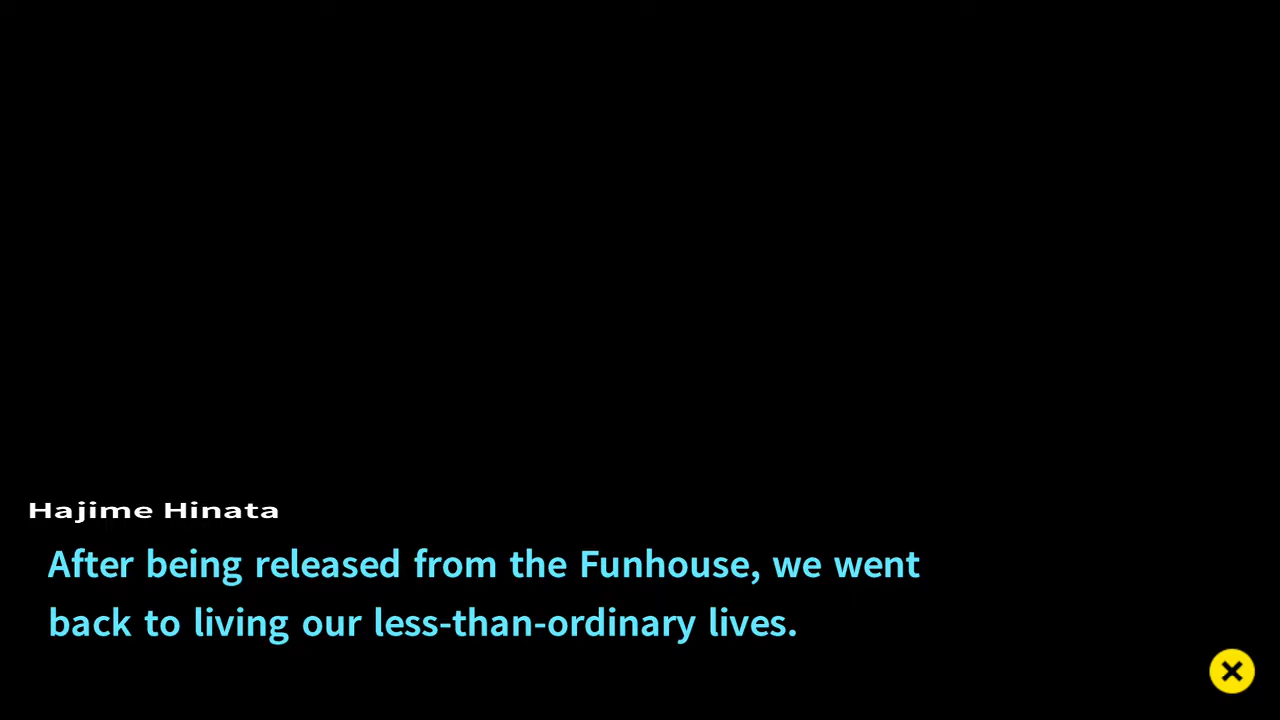 Hajime Hinata
After being released from the Funhouse, we went
back to living our less-than-ordinary lives.